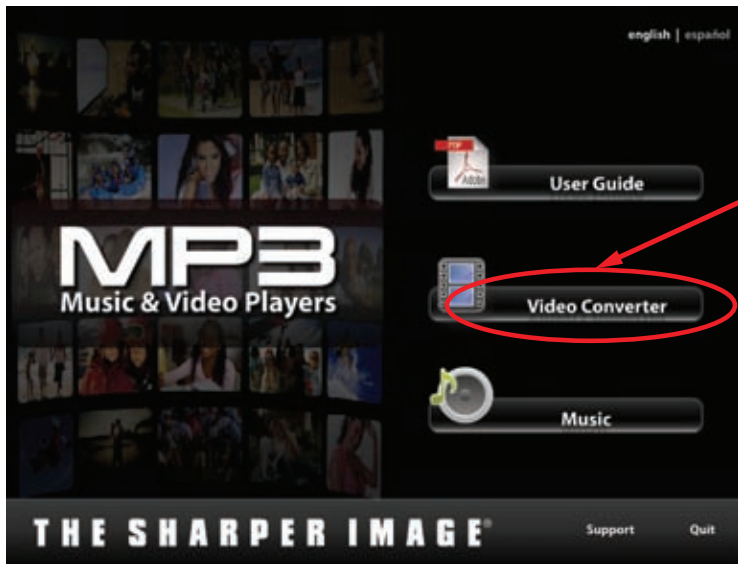 english | español
PDF
Adobe
User Guide
MP3
Music & Video Players
Video Converter
Music
THE SHARPER IMAGE®
Support
Quit